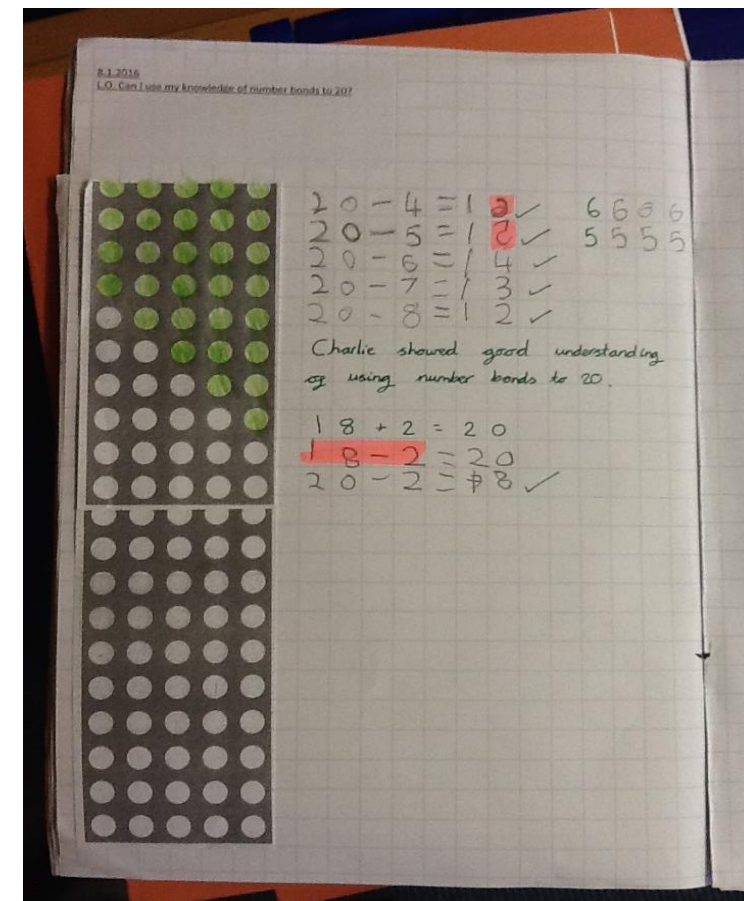 8.1.2016
L.O. Can I use my knowledge of number bonds to 20?
20 - 4 = 16 ✓ 6 6 6 6
20 - 5 = 15 ✓ 5 5 5 5
20 - 6 = 14 ✓
20 - 7 = 13 ✓
20 - 8 = 12 ✓
Charlie showed good understanding
of using number bonds to 20.
18 + 2 = 20
18 - 2 = 20
20 - 2 = 18 ✓